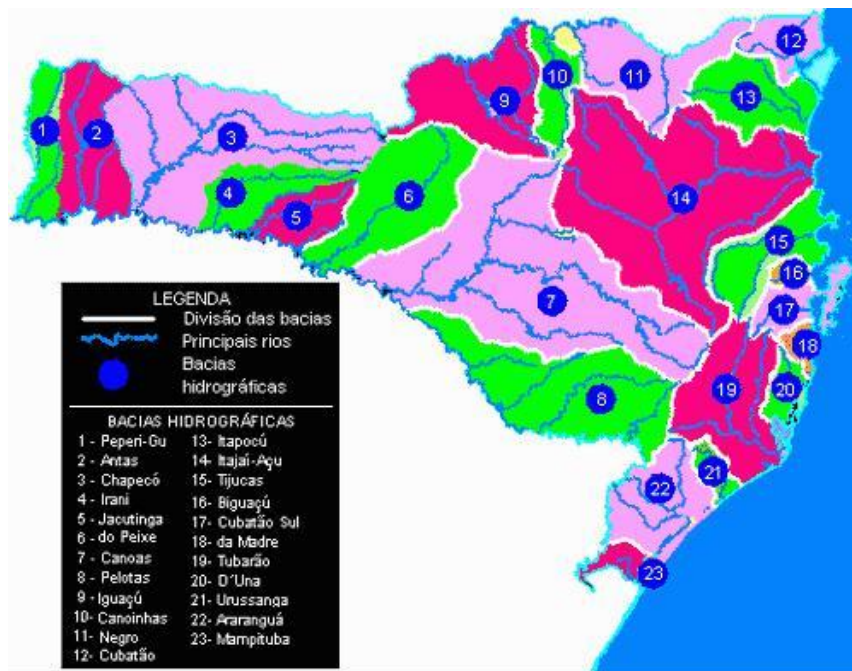 1
2
3
4
5
6
7
8
9
10
11
12
13
14
15
16
17
18
19
20
21
22
23
LEGENDA
Divisão das bacias
Principais rios
Bacias
hidrográficas
BACIAS HIDROGRÁFICAS
1 - Peperi-Gu
2 - Antas
3 - Chapecó
4 - Irani
5 - Jacutinga
6 - do Peixe
7 - Canoas
8 - Pelotas
9 - Iguaçú
10- Canoinhas
11- Negro
12- Cubatão
13- Itapocú
14- Itajaí-Açu
15- Tijucas
16- Biguaçú
17- Cubatão Sul
18- da Madre
19- Tubarão
20- D´Una
21- Urussanga
22- Araranguá
23- Mampituba